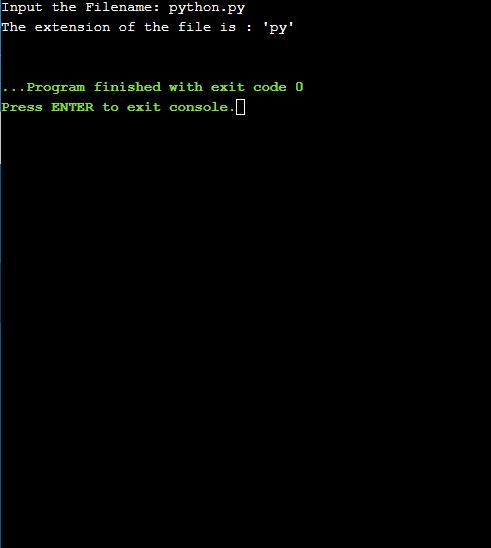 Input the Filename: python.py
The extension of the file is : 'py'
...Program finished with exit code 0
Press ENTER to exit console.